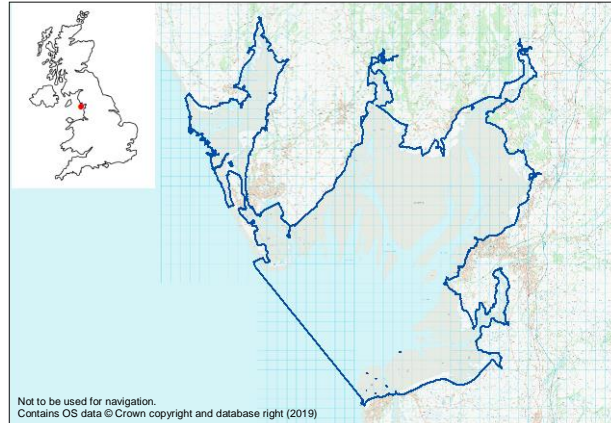 Not to be used for navigation.
Contains OS data © Crown copyright and database right (2019)